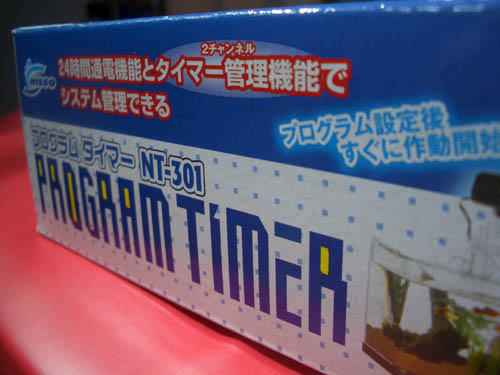 NISSO
2チャンネル
24時間通電機能とタイマー管理機能で
システム管理できる
プログラム設定後
すぐに作動開始
プログラム タイマー NT-301
PROGRAM TIMER